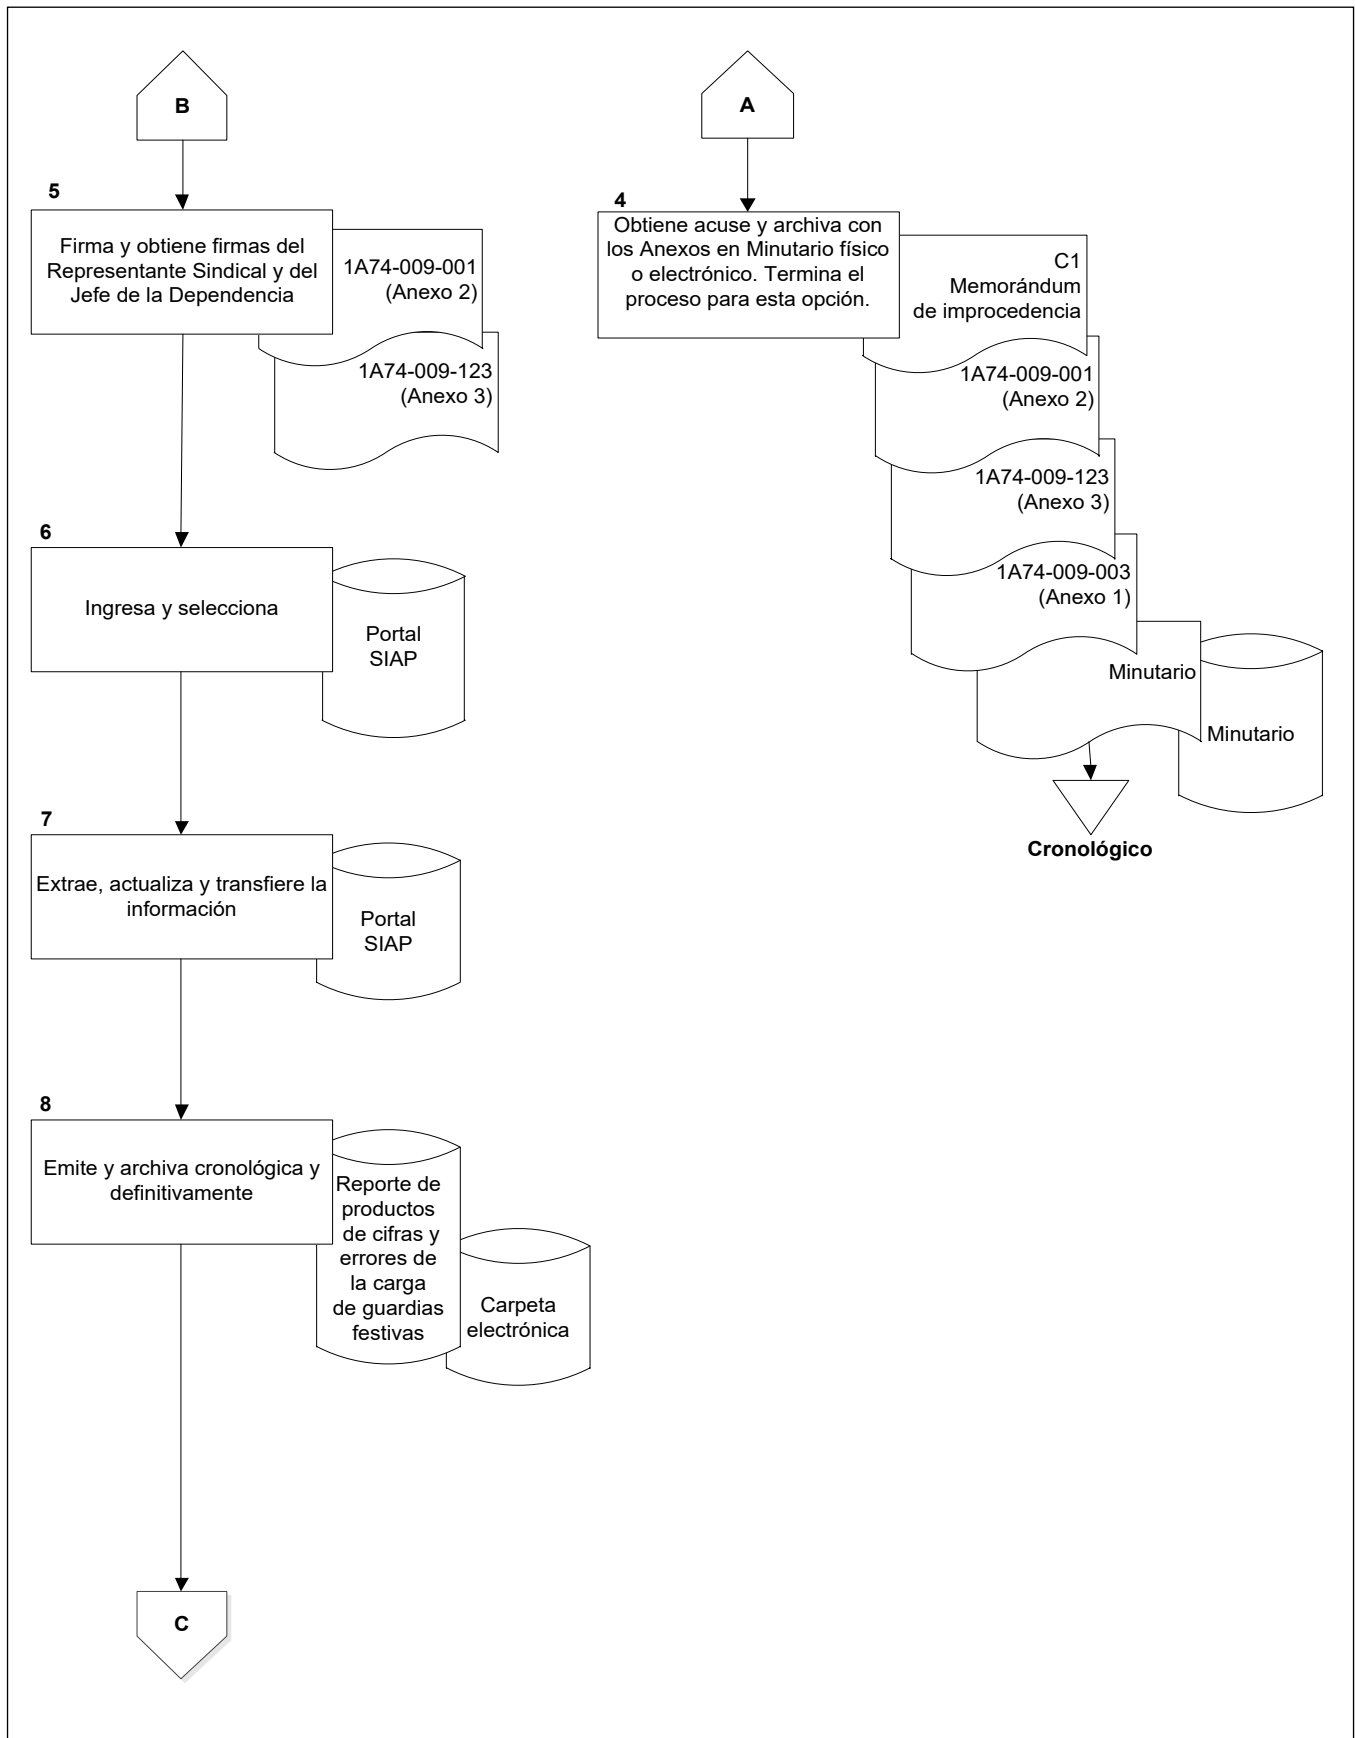 B
5
Firma y obtiene firmas del
Representante Sindical y del
Jefe de la Dependencia
1A74-009-001
(Anexo 2)
1A74-009-123
(Anexo 3)
6
Ingresa y selecciona
Portal
SIAP
7
Extrae, actualiza y transfiere la
información
Portal
SIAP
8
Emite y archiva cronológica y
definitivamente
Reporte de
productos
de cifras y
errores de
la carga
de guardias
festivas
Carpeta
electrónica
C
A
4
Obtiene acuse y archiva con
los Anexos en Minutario físico
o electrónico. Termina el
proceso para esta opción.
C1
Memorándum
de improcedencia
1A74-009-001
(Anexo 2)
1A74-009-123
(Anexo 3)
1A74-009-003
(Anexo 1)
Minutario
Minutario
Cronológico